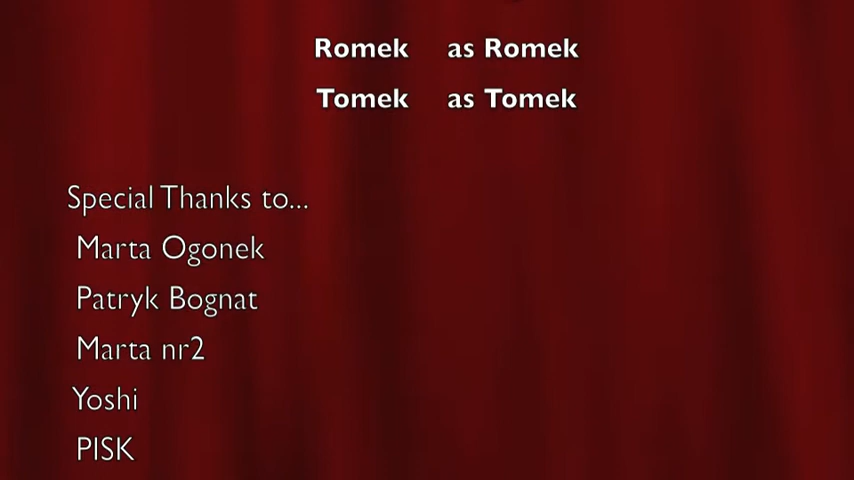 Romek as Romek
Tomek as Tomek
Special Thanks to...
Marta Ogonek
Patryk Bognat
Marta nr2
Yoshi
PISK